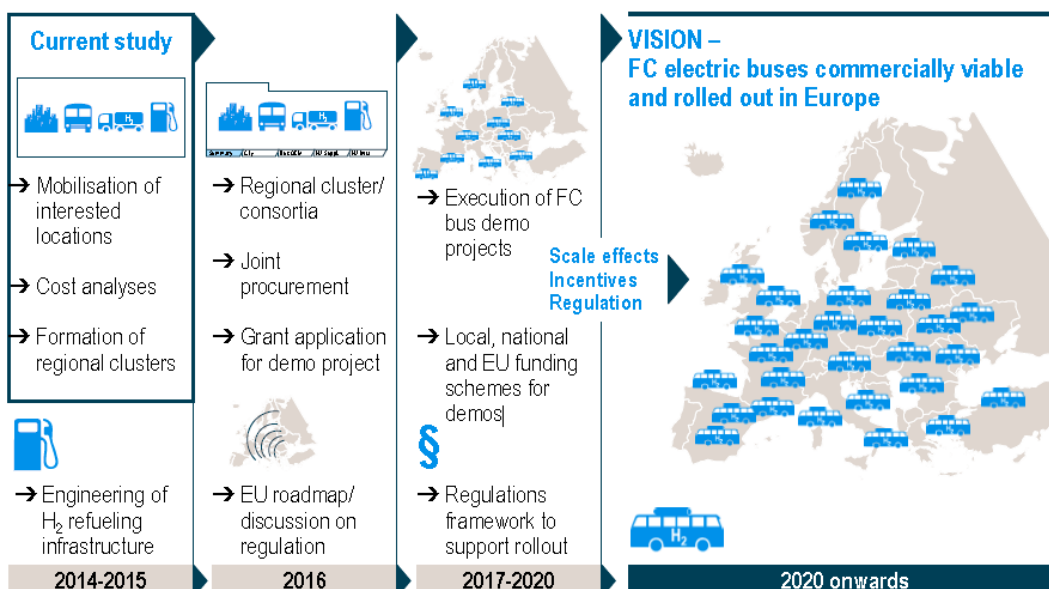 Current study
➔ Mobilisation of
interested
locations
➔ Cost analyses
➔ Formation of
regional clusters
➔ Engineering of
H₂ refueling
infrastructure
2014-2015
➔ Regional cluster/
consortia
➔ Joint
procurement
➔ Grant application
for demo project
➔ EU roadmap/
discussion on
regulation
2016
➔ Execution of FC
bus demo
projects
➔ Local, national
and EU funding
schemes for
demos
§
➔ Regulations
framework to
support rollout
2017-2020
Scale effects
Incentives
Regulation
VISION –
FC electric buses commercially viable
and rolled out in Europe
H₂
2020 onwards